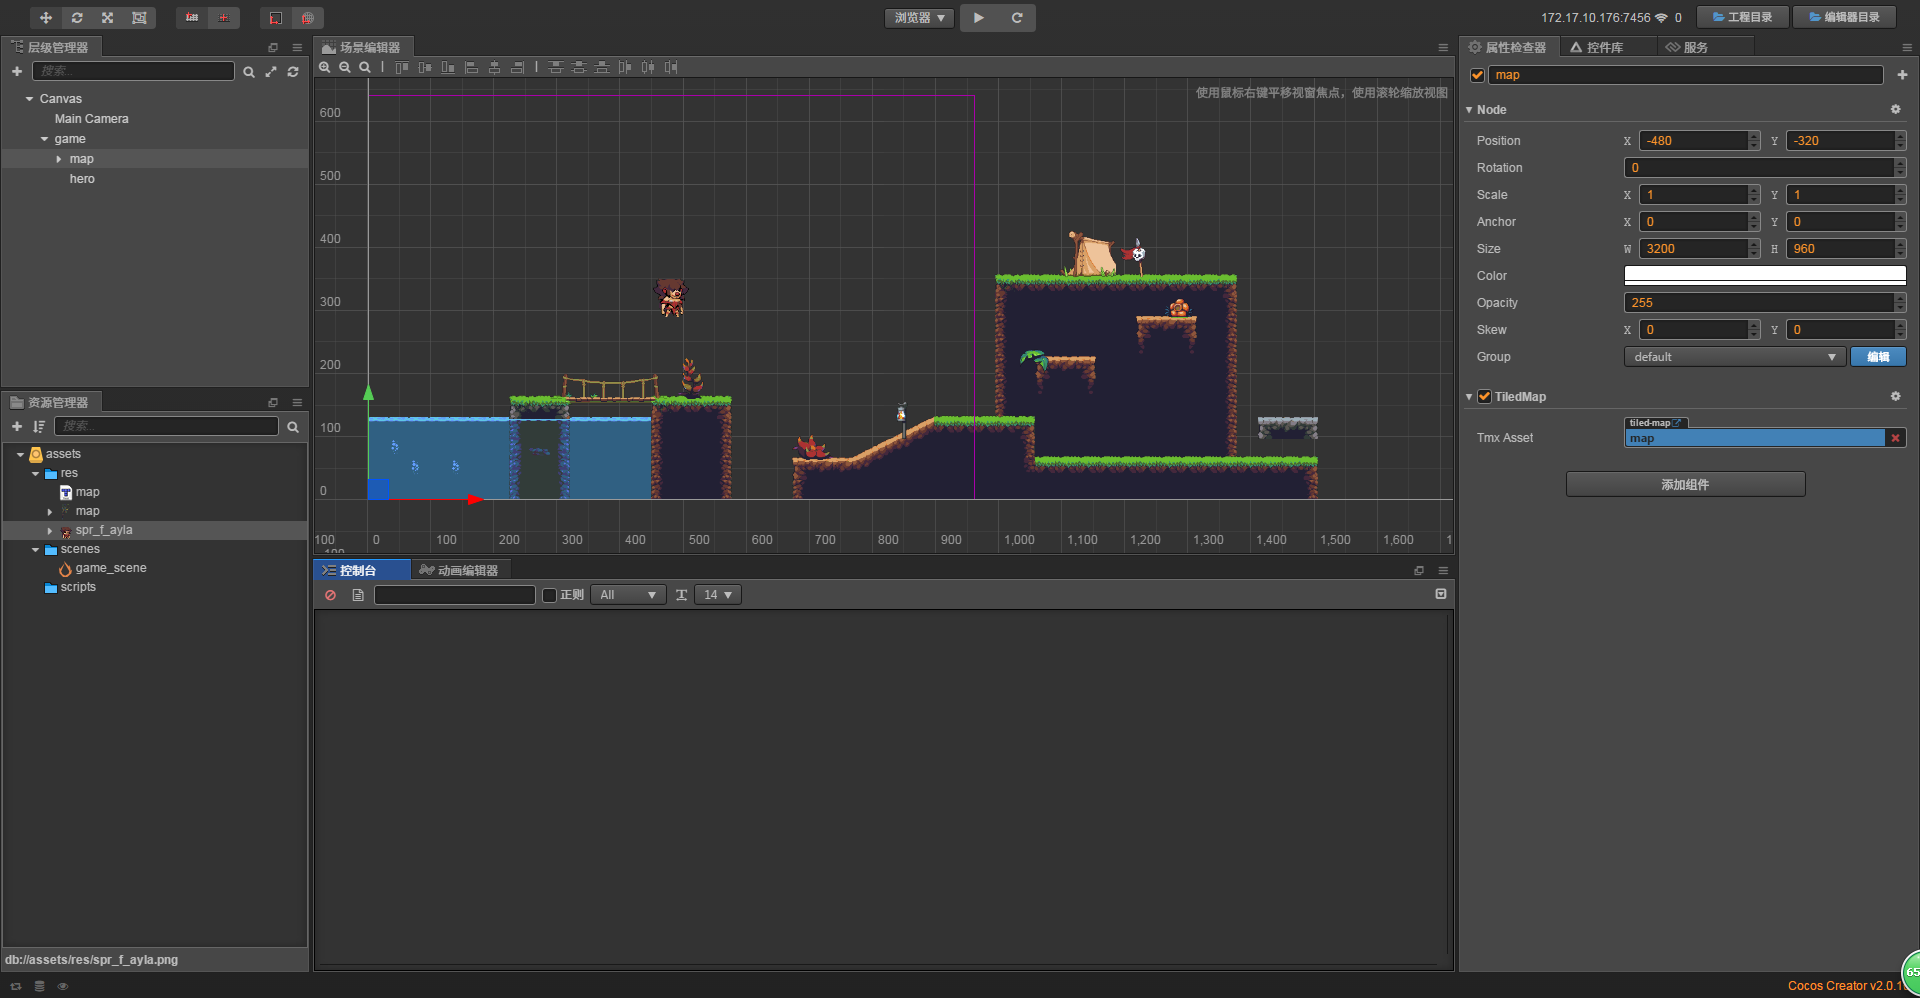 浏览器
172.17.10.176:7456 0
工程目录
编辑器目录
层级管理器
搜索...
Canvas
Main Camera
game
map
hero
资源管理器
搜索...
assets
res
map
map
spr_f_ayla
scenes
game_scene
scripts
db://assets/res/spr_f_ayla.png
场景编辑器
使用鼠标右键平移视窗焦点，使用滚轮缩放视图
600
500
400
300
200
100
0
100 0 100 200 300 400 500 600 700 800 900 1,000 1,100 1,200 1,300 1,400 1,500 1,600
控制台
动画编辑器
正则
All
14
属性检查器
控件库
服务
map
Node
Position X -480 Y -320
Rotation 0
Scale X 1 Y 1
Anchor X 0 Y 0
Size W 3200 H 960
Color
Opacity 255
Skew X 0 Y 0
Group default 编辑
TiledMap
tiled-map
Tmx Asset map
添加组件
65